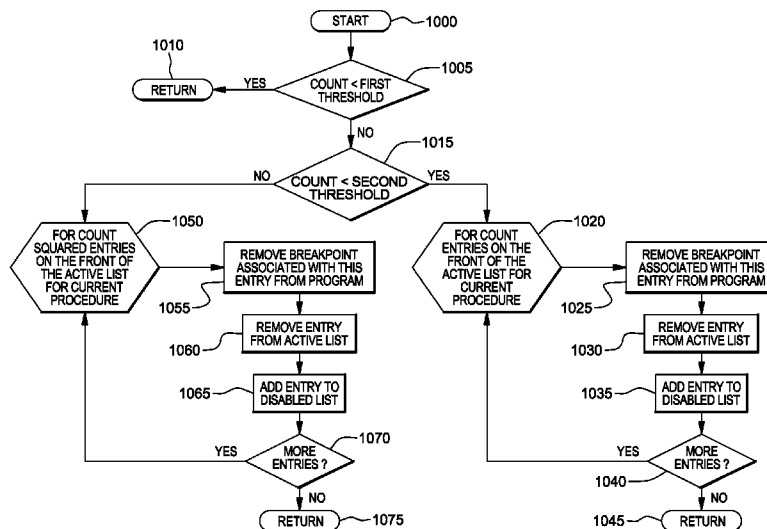 START
1000
1010
RETURN
YES
COUNT < FIRST
THRESHOLD
1005
NO
1015
NO
COUNT < SECOND
THRESHOLD
YES
1050
FOR COUNT
SQUARED ENTRIES
ON THE FRONT OF
THE ACTIVE LIST
FOR CURRENT
PROCEDURE
REMOVE BREAKPOINT
ASSOCIATED WITH THIS
ENTRY FROM PROGRAM
1055
REMOVE ENTRY
FROM ACTIVE LIST
1060
1065
ADD ENTRY TO
DISABLED LIST
YES
MORE
ENTRIES ?
1070
NO
RETURN
1075
1020
FOR COUNT
ENTRIES ON THE
FRONT OF THE
ACTIVE LIST FOR
CURRENT
PROCEDURE
REMOVE BREAKPOINT
ASSOCIATED WITH THIS
ENTRY FROM PROGRAM
1025
REMOVE ENTRY
FROM ACTIVE LIST
1030
1035
ADD ENTRY TO
DISABLED LIST
YES
MORE
ENTRIES ?
1040
NO
1045
RETURN